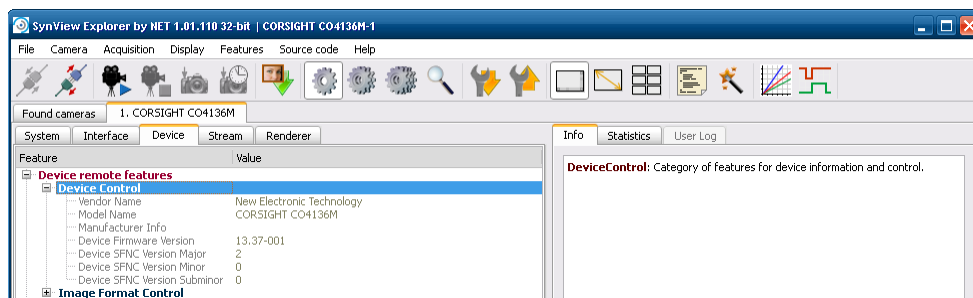 SynView Explorer by NET 1.01.110 32-bit | CORSIGHT CO4136M-1
File Camera Acquisition Display Features Source code Help
Found cameras 1. CORSIGHT CO4136M
System Interface Device Stream Renderer
Info Statistics User Log
Feature Value
Device remote features
Device Control
Vendor Name New Electronic Technology
Model Name CORSIGHT CO4136M
Manufacturer Info
Device Firmware Version 13.37-001
Device SFNC Version Major 2
Device SFNC Version Minor 0
Device SFNC Version Subminor 0
Image Format Control
DeviceControl: Category of features for device information and control.